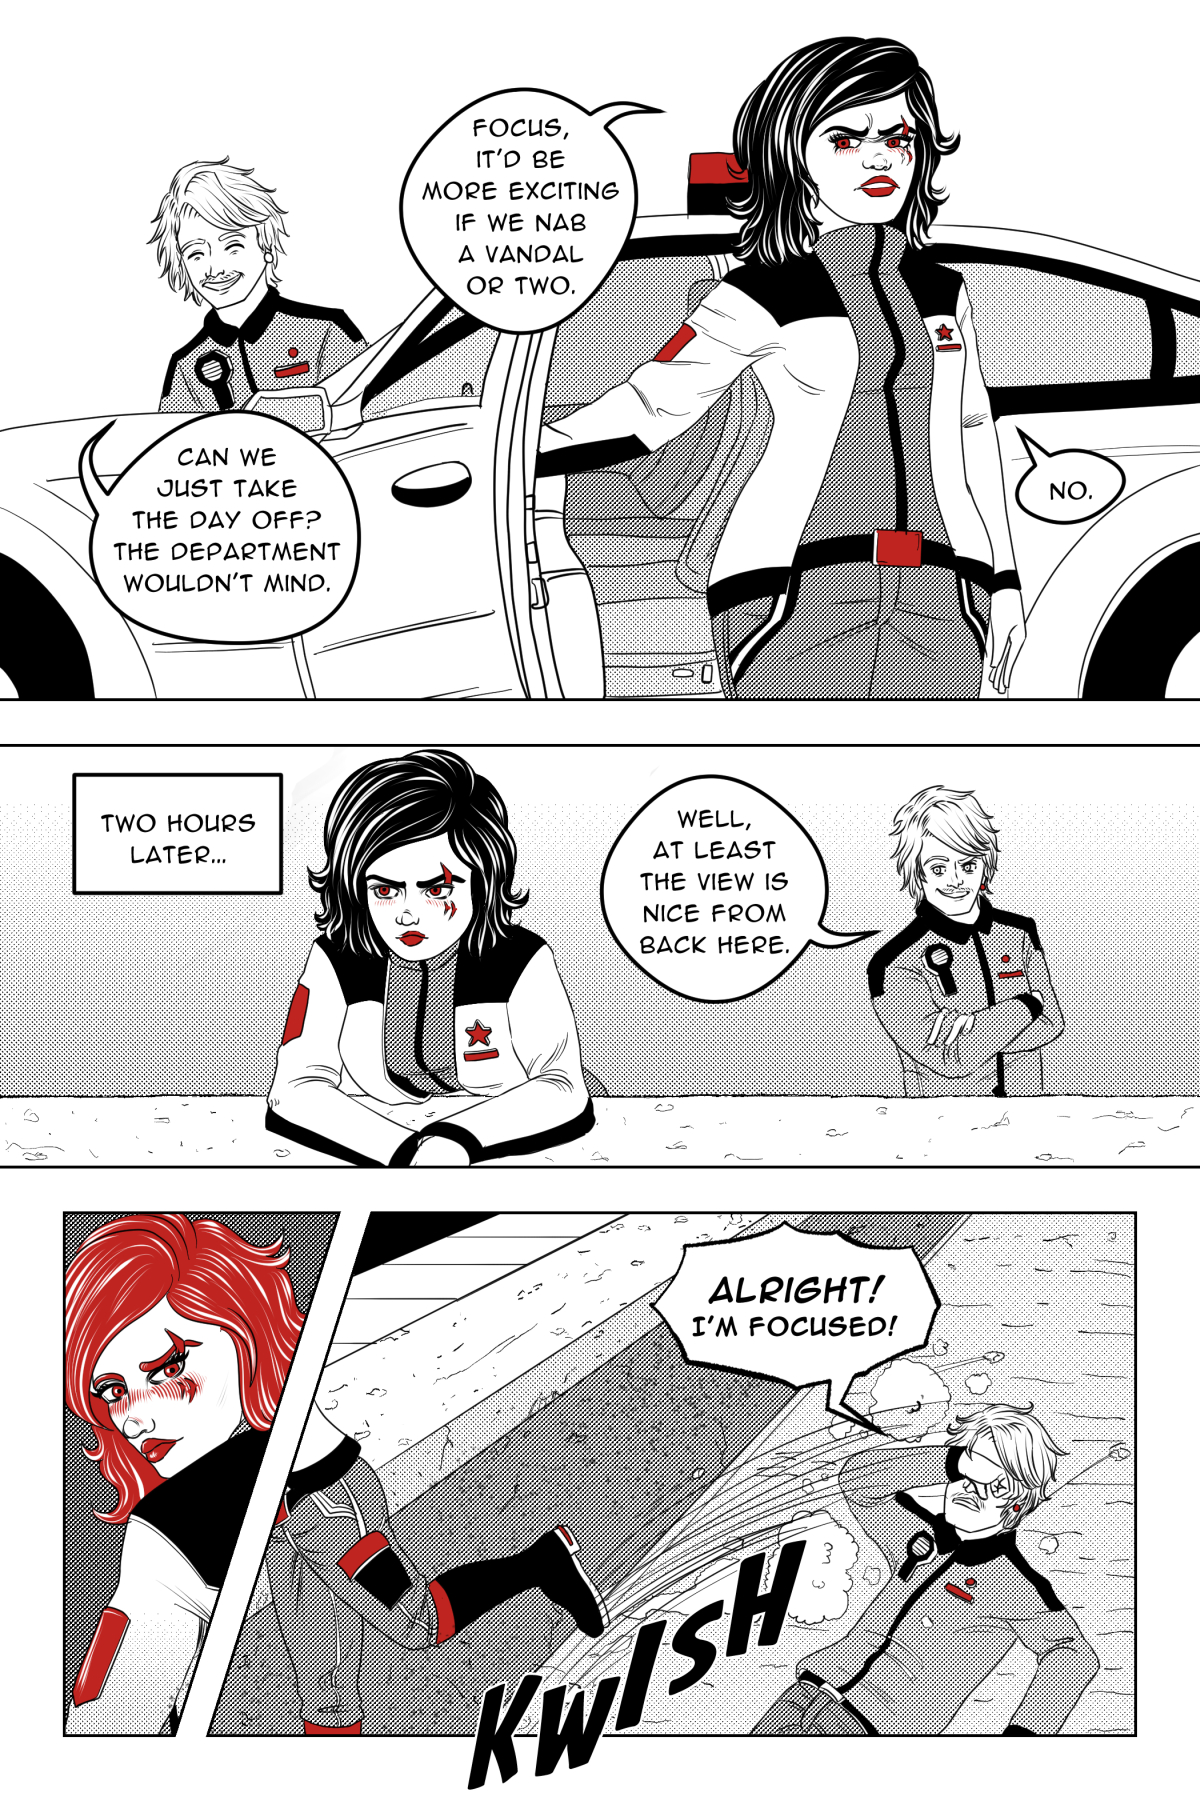 FOCUS,
IT'D BE
MORE EXCITING
IF WE NAB
A VANDAL
OR TWO.
CAN WE
JUST TAKE
THE DAY OFF?
THE DEPARTMENT
WOULDN'T MIND.
NO.
TWO HOURS
LATER...
WELL,
AT LEAST
THE VIEW IS
NICE FROM
BACK HERE.
ALRIGHT!
I'M FOCUSED!
KWISH